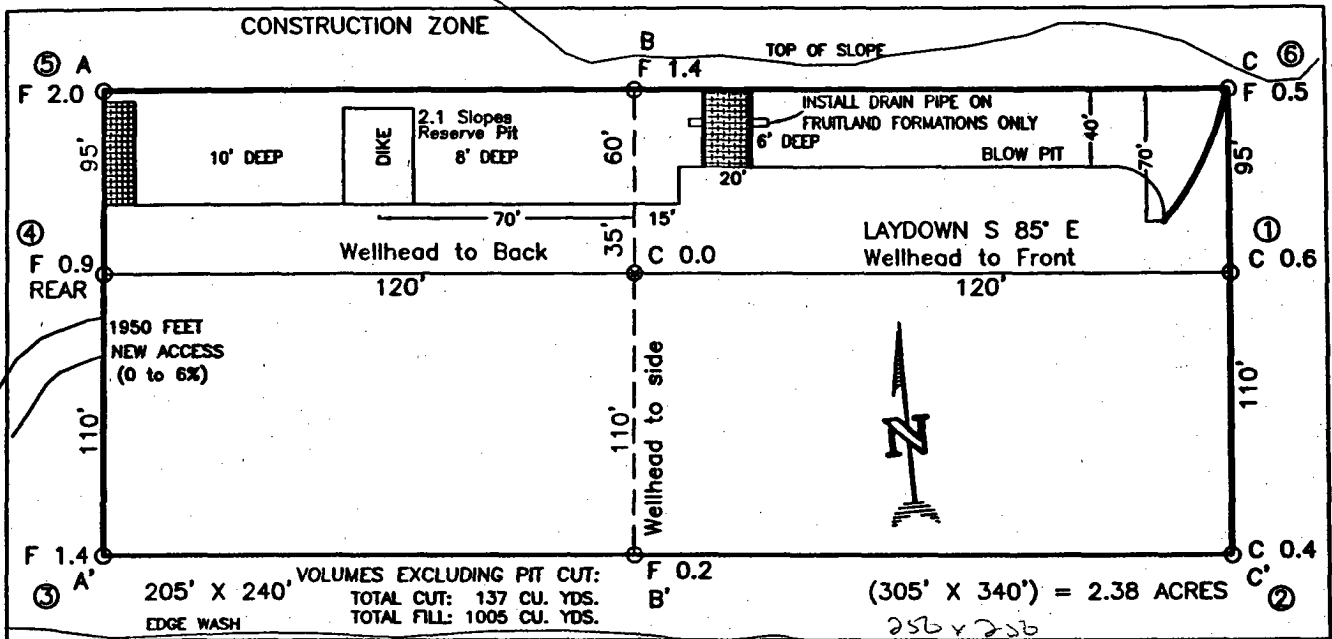 CONSTRUCTION ZONE
B
TOP OF SLOPE
⑤ A
C ⑥
F 2.0
F 1.4
F 0.5
INSTALL DRAIN PIPE ON
FRUITLAND FORMATIONS ONLY
2.1 Slopes
Reserve Pit
95'
10' DEEP
DIKE
8' DEEP
60'
6' DEEP
BLOW PIT
40'
70'
95'
20'
70'
15'
④
Wellhead to Back
35'
LAYDOWN S 85° E
Wellhead to Front
①
F 0.9
REAR
C 0.0
C 0.6
120'
120'
1950 FEET
NEW ACCESS
(0 to 6%)
110'
110'
Wellhead to side
N
110'
F 1.4
A'
F 0.2
B'
C 0.4
C'
③
205' X 240'
EDGE WASH
VOLUMES EXCLUDING PIT CUT:
TOTAL CUT: 137 CU. YDS.
TOTAL FILL: 1005 CU. YDS.
(305' X 340') = 2.38 ACRES
②